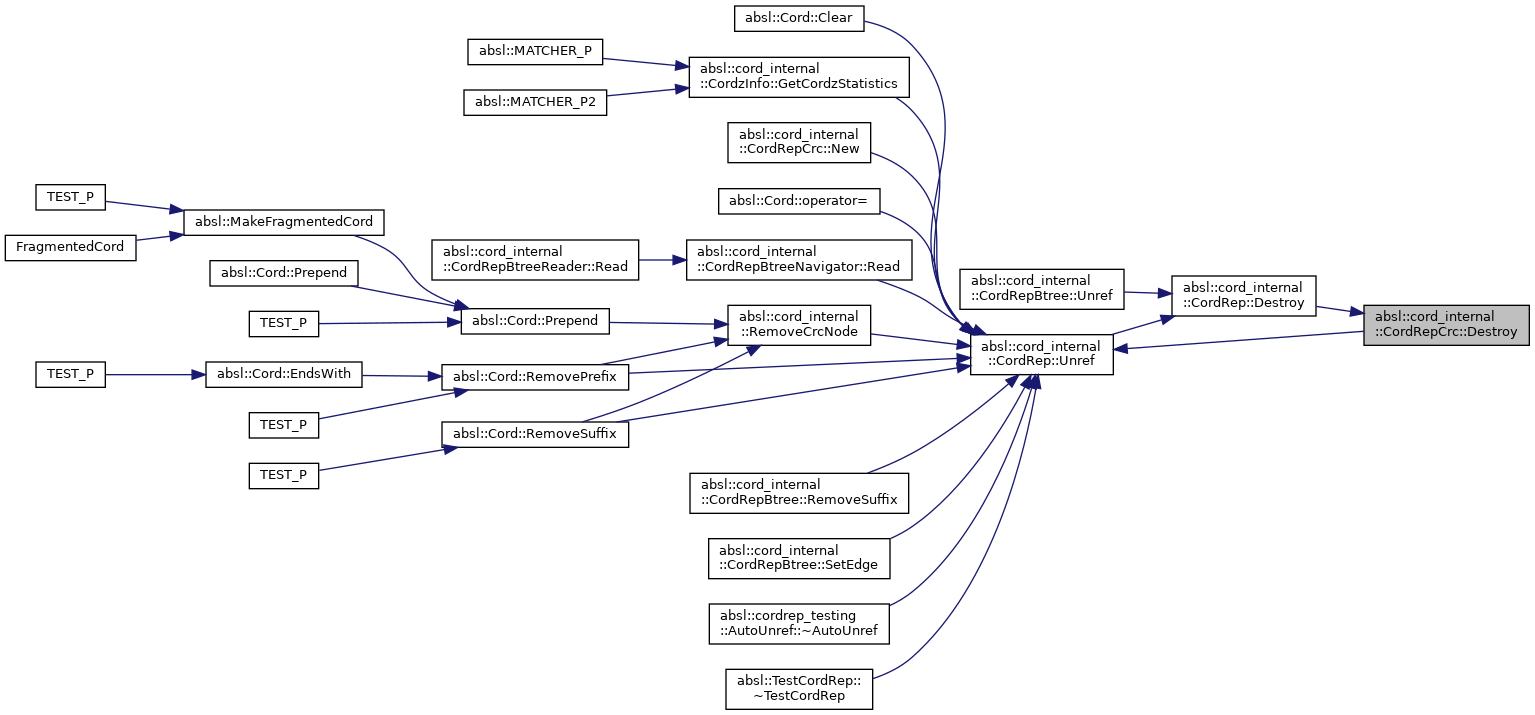 absl::Cord::Clear
absl::MATCHER_P
absl::cord_internal
::CordzInfo::GetCordzStatistics
absl::MATCHER_P2
absl::cord_internal
::CordRepCrc::New
TEST_P
absl::Cord::operator=
absl::MakeFragmentedCord
FragmentedCord
absl::cord_internal
::CordRepBtreeReader::Read
absl::cord_internal
::CordRepBtreeNavigator::Read
absl::Cord::Prepend
absl::cord_internal
::CordRepBtree::Unref
absl::cord_internal
::CordRep::Destroy
absl::cord_internal
::CordRepCrc::Destroy
TEST_P
absl::Cord::Prepend
absl::cord_internal
::RemoveCrcNode
absl::cord_internal
::CordRep::Unref
TEST_P
absl::Cord::EndsWith
absl::Cord::RemovePrefix
TEST_P
absl::Cord::RemoveSuffix
TEST_P
absl::cord_internal
::CordRepBtree::RemoveSuffix
absl::cord_internal
::CordRepBtree::SetEdge
absl::cordrep_testing
::AutoUnref::~AutoUnref
absl::TestCordRep::
~TestCordRep